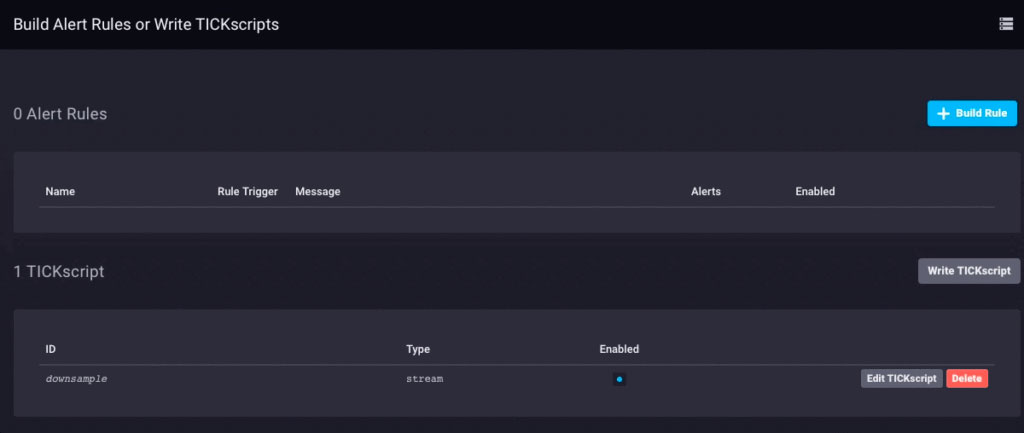 Build Alert Rules or Write TICKscripts
0 Alert Rules
Build Rule
Name Rule Trigger Message Alerts Enabled
1 TICKscript
Write TICKscript
ID Type Enabled
downsample stream Edit TICKscript Delete